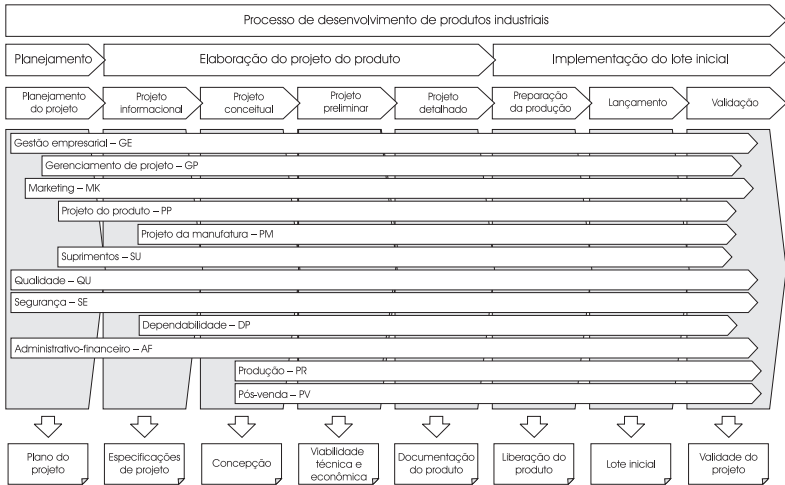 Processo de desenvolvimento de produtos industriais
Planejamento
Elaboração do projeto do produto
Implementação do lote inicial
Planejamento
do projeto
Projeto
informacional
Projeto
conceitual
Projeto
preliminar
Projeto
detalhado
Preparação
da produção
Lançamento
Validação
Gestão empresarial – GE
Gerenciamento de projeto – GP
Marketing – MK
Projeto do produto – PP
Projeto da manufatura – PM
Suprimentos – SU
Qualidade – QU
Segurança – SE
Dependabilidade – DP
Administrativo-financeiro – AF
Produção – PR
Pós-venda – PV
Plano do
projeto
Especificações
de projeto
Concepção
Viabilidade
técnica e
econômica
Documentação
do produto
Liberação do
produto
Lote inicial
Validade do
projeto